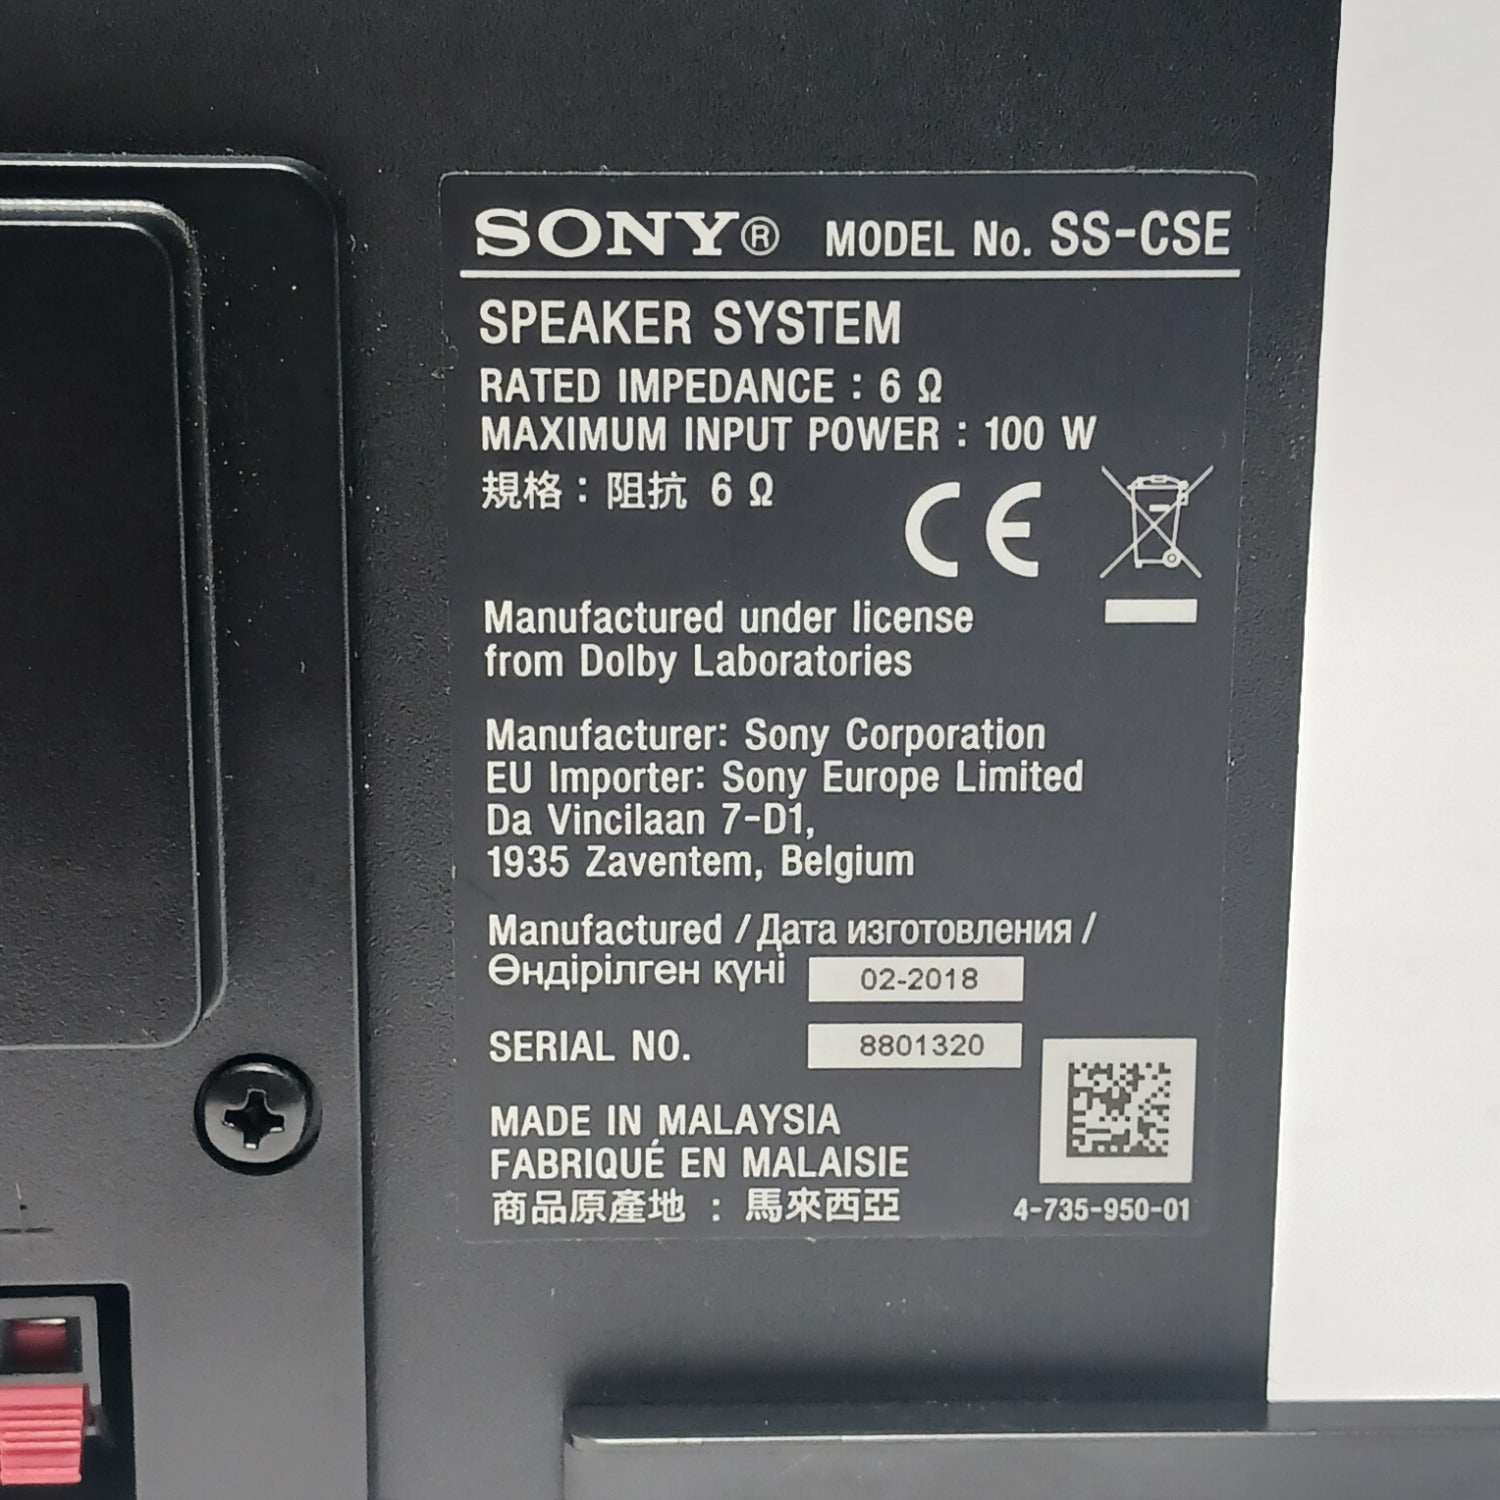 SONY® MODEL No. SS-CSE
SPEAKER SYSTEM
RATED IMPEDANCE : 6 Ω
MAXIMUM INPUT POWER : 100 W
規格 : 阻抗 6 Ω
CE
Manufactured under license
from Dolby Laboratories
Manufacturer: Sony Corporation
EU Importer: Sony Europe Limited
Da Vincilaan 7-D1,
1935 Zaventem, Belgium
Manufactured / Дата изготовления /
Өндірілген күні 02-2018
SERIAL NO. 8801320
MADE IN MALAYSIA
FABRIQUÉ EN MALAISIE
商品原產地 : 馬來西亞
4-735-950-01